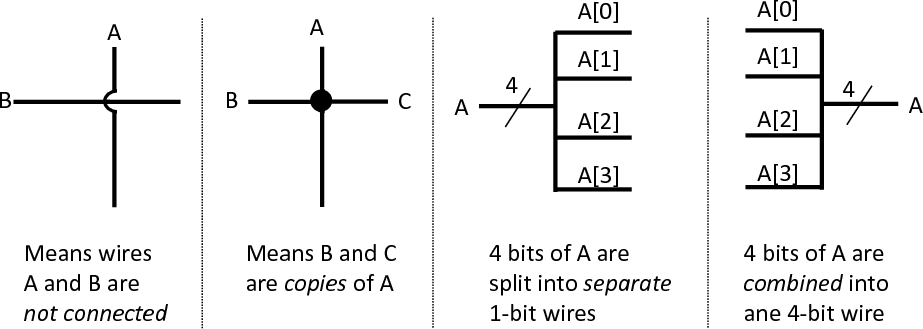 A
B
Means wires
A and B are
not connected
A
B
C
Means B and C
are copies of A
A[0]
A[1]
4
A
A[2]
A[3]
4 bits of A are
split into separate
1-bit wires
A[0]
A[1]
4
A
A[2]
A[3]
4 bits of A are
combined into
ane 4-bit wire